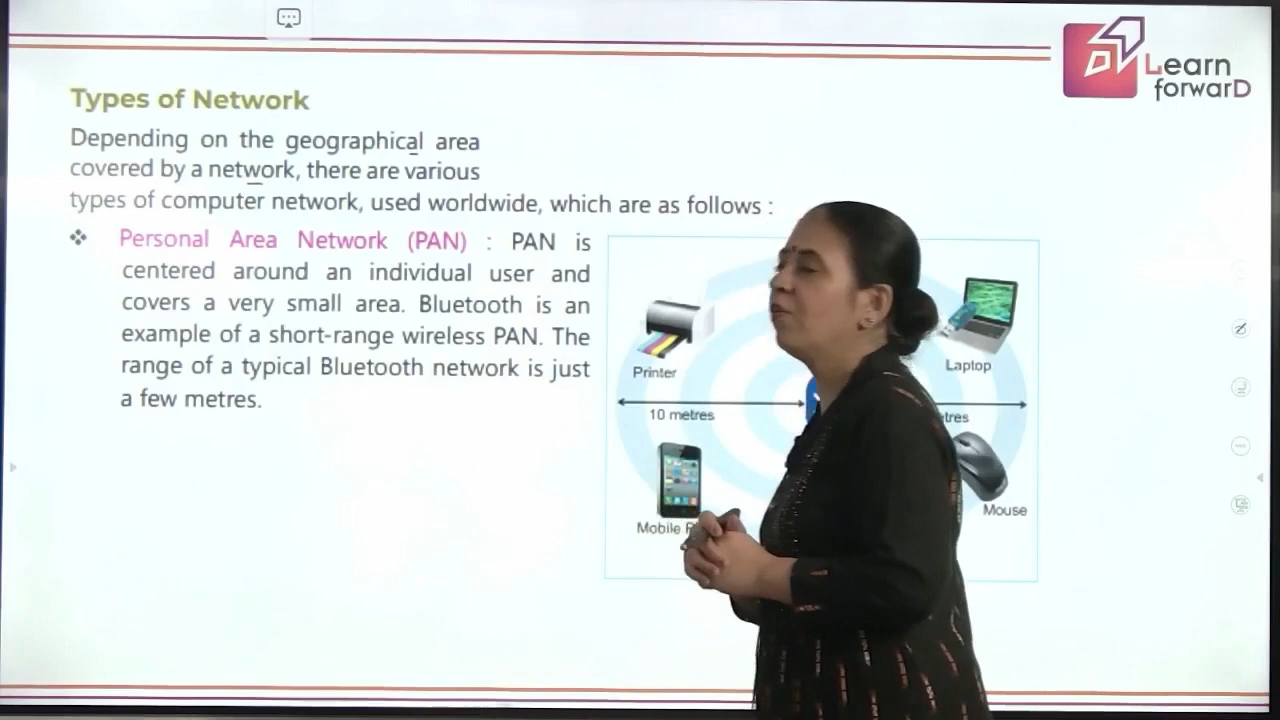 Learn
forwarD
Types of Network
Depending on the geographical area
covered by a network, there are various
types of computer network, used worldwide, which are as follows :
❖ Personal Area Network (PAN) : PAN is
centered around an individual user and
covers a very small area. Bluetooth is an
example of a short-range wireless PAN. The
range of a typical Bluetooth network is just
a few metres.
Printer
Laptop
10 metres
Mouse
Mobile